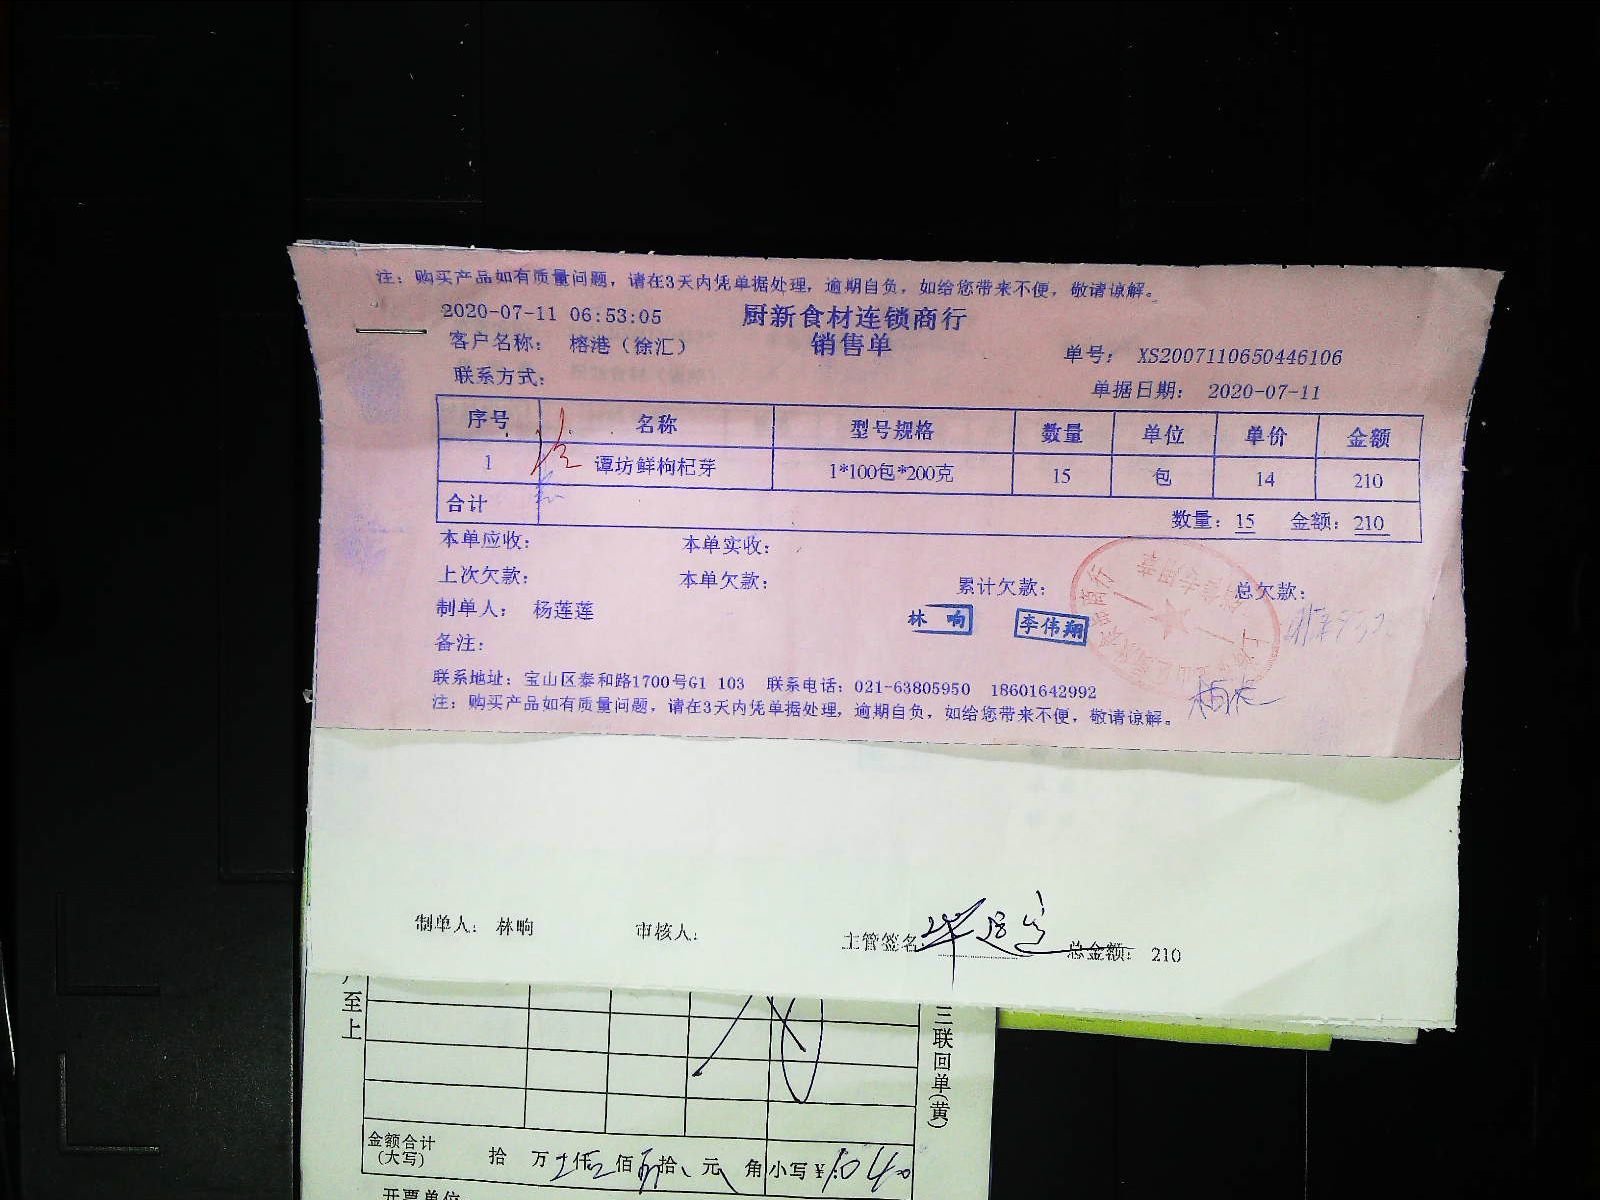 注：购买产品如有质量问题，请在3天内凭单据处理，逾期自负，如给您带来不便，敬请谅解。
2020-07-11 06:53:05 厨新食材连锁商行
客户名称： 榕港（徐汇） 销售单 单号： XS2007110650446106
联系方式： 单据日期： 2020-07-11
序号 名称 型号规格 数量 单位 单价 金额
1 谭坊鲜枸杞芽 1*100包*200克 15 包 14 210
合计 数量：15 金额：210
本单应收： 本单实收：
上次欠款： 本单欠款： 累计欠款： 总欠款：
制单人： 杨莲莲 林 响 李伟翔
备注：
联系地址：宝山区泰和路1700号G1 103 联系电话：021-63805950 18601642992
注：购买产品如有质量问题，请在3天内凭单据处理，逾期自负，如给您带来不便，敬请谅解。
制单人： 林响 审核人： 主管签名： 总金额： 210
至上
三联回单(黄)
金额合计(大写) 拾 万 仟 佰 拾 元 角 小写¥
开票单位：